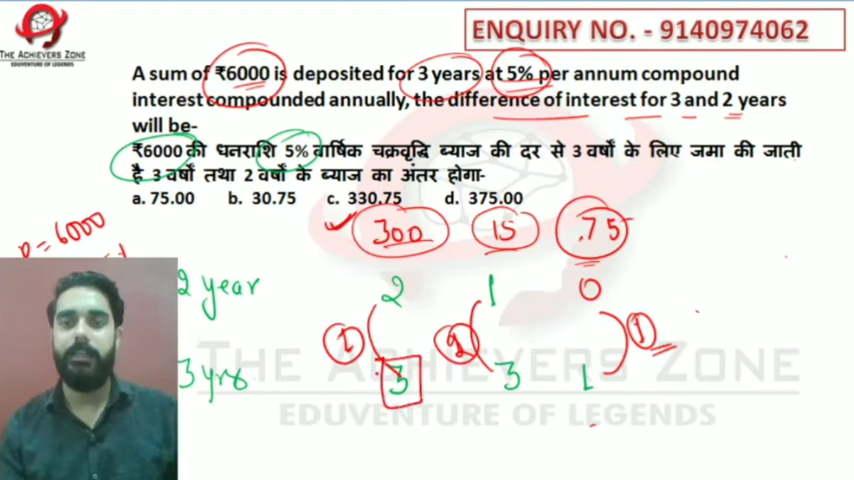 ENQUIRY NO. - 9140974062
THE ACHIEVERS ZONE
EDUVENTURE OF LEGENDS
A sum of ₹6000 is deposited for 3 years at 5% per annum compound
interest compounded annually, the difference of interest for 3 and 2 years
will be-
₹6000 की धनराशि 5% वार्षिक चक्रवृद्धि ब्याज की दर से 3 वर्षों के लिए जमा की जाती
है 3 वर्षों तथा 2 वर्षों के ब्याज का अंतर होगा-
a. 75.00 b. 30.75 c. 330.75 d. 375.00
300 15 .75
P = 6000
2 year 2 1 0
1 2 1
THE ACHIEVERS ZONE
3 yrs 3 3 1
EDUVENTURE OF LEGENDS